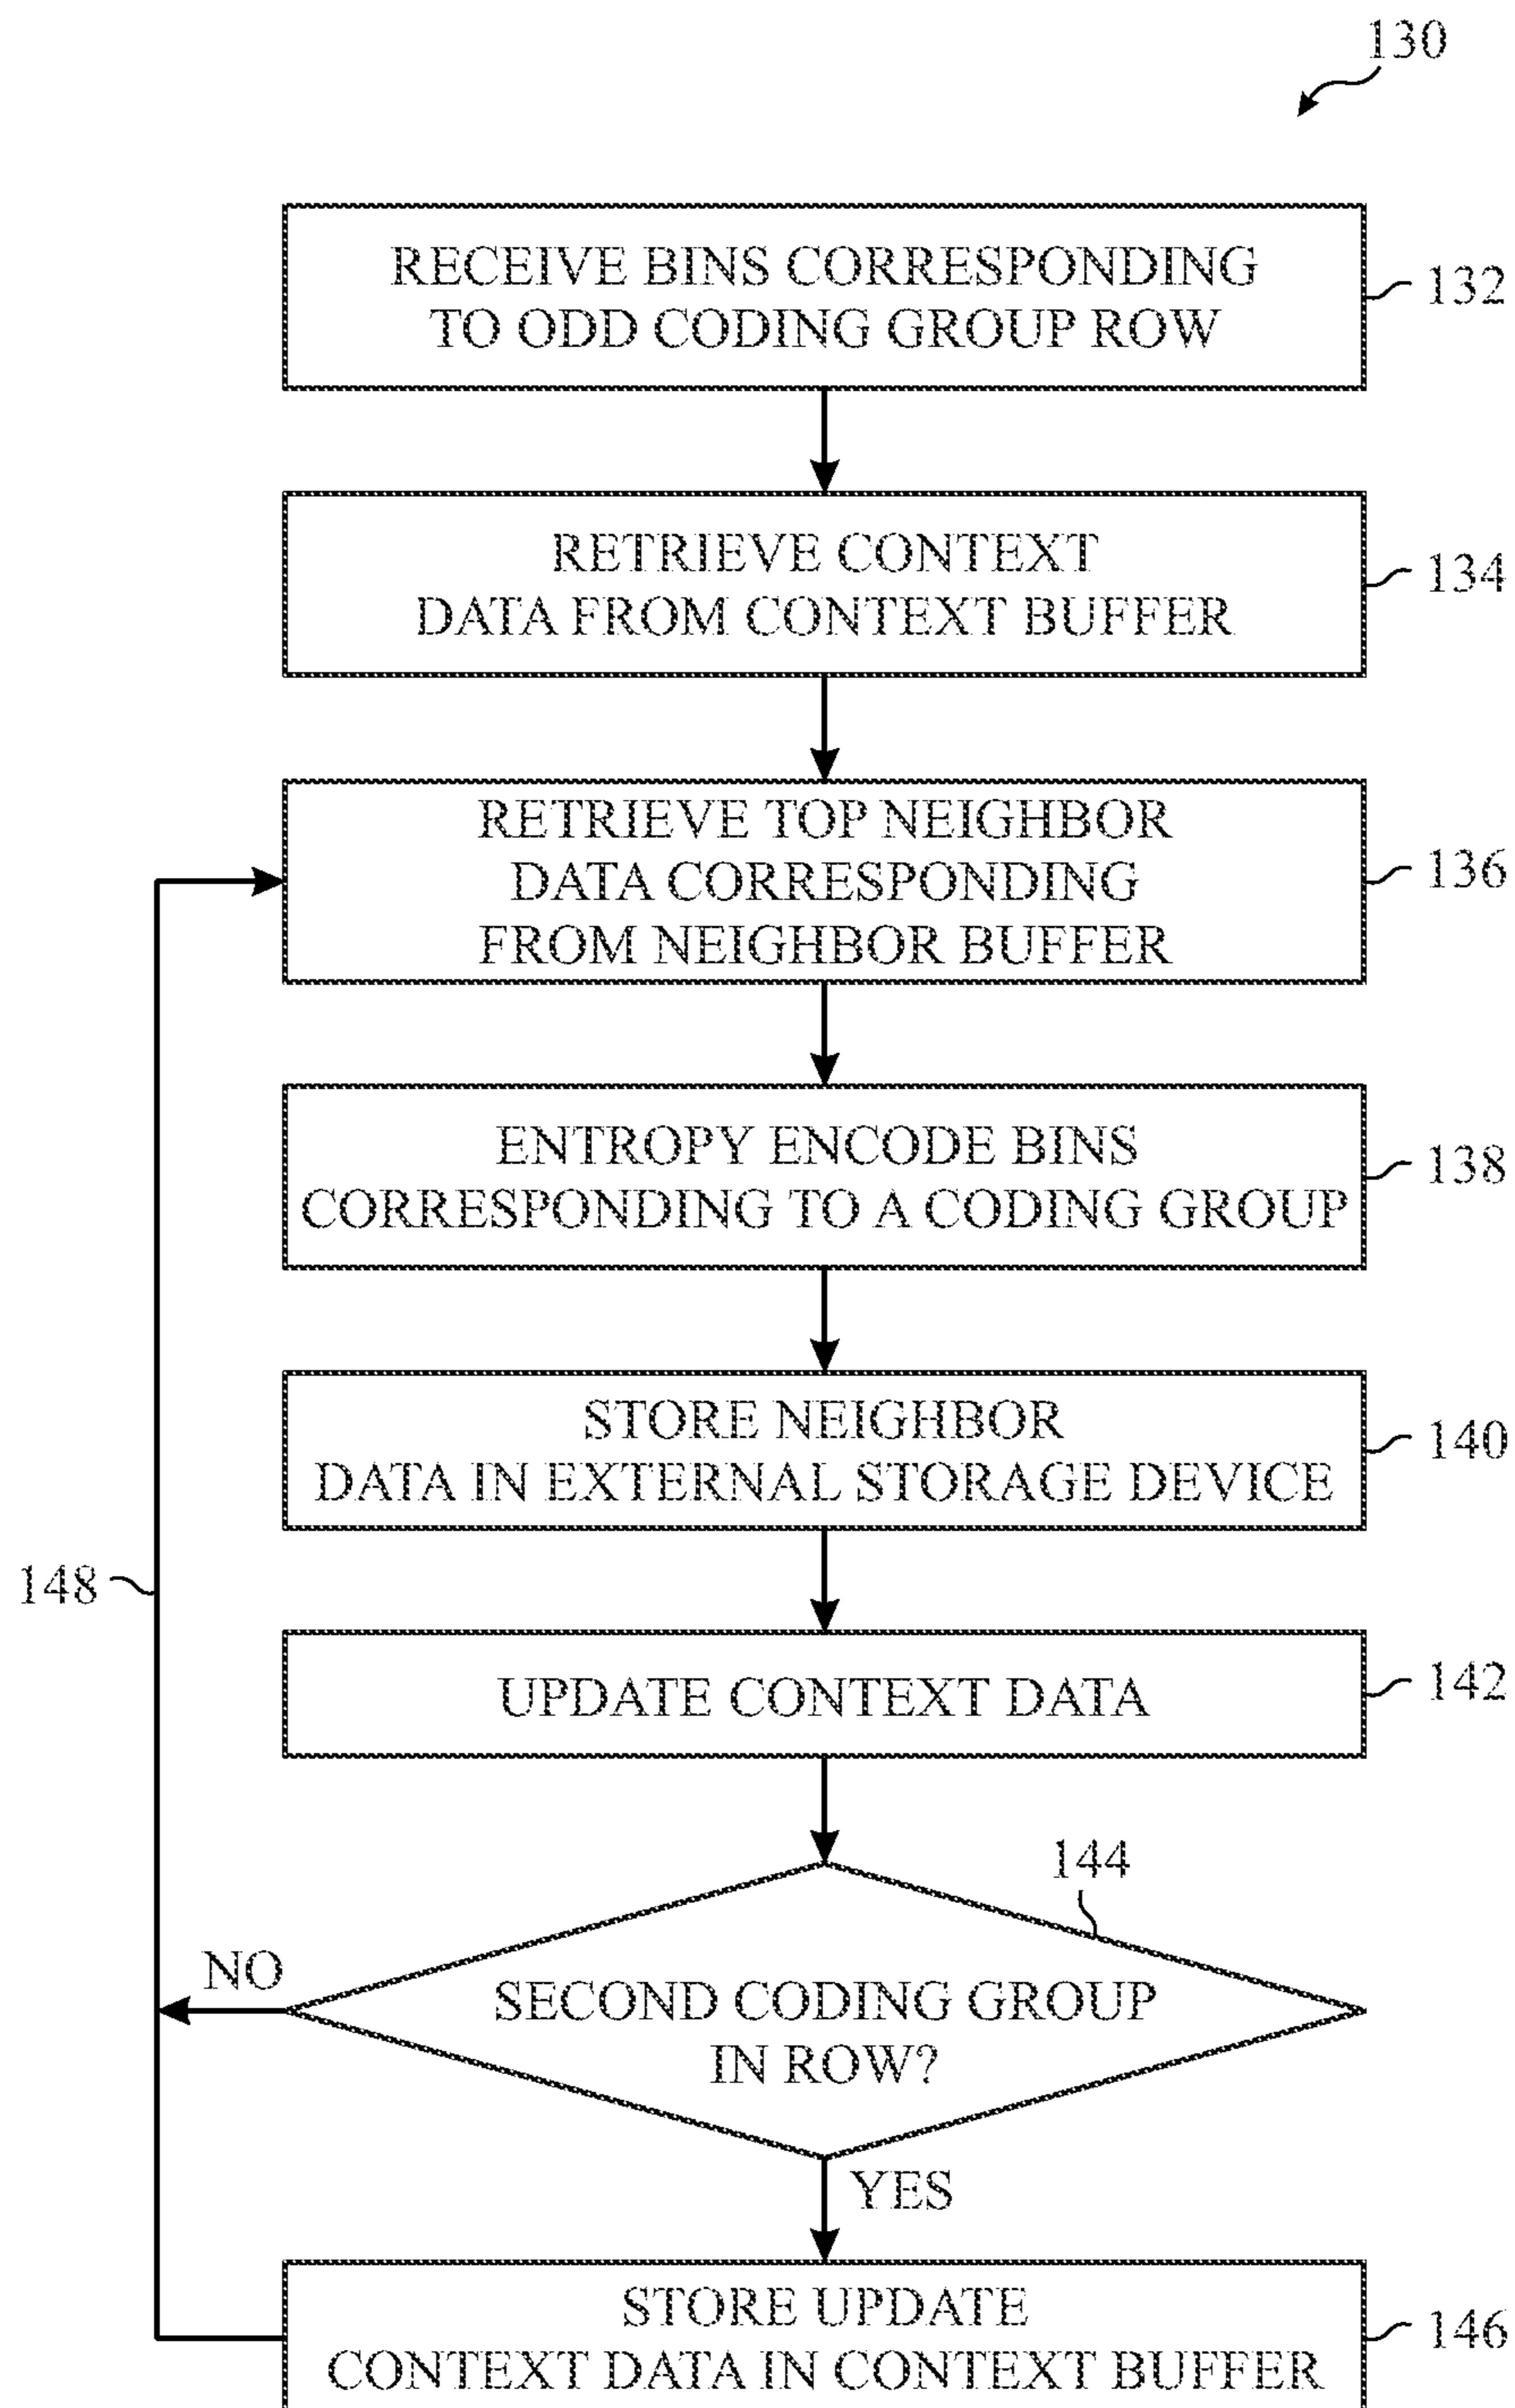 130
RECEIVE BINS CORRESPONDING
TO ODD CODING GROUP ROW
132
RETRIEVE CONTEXT
DATA FROM CONTEXT BUFFER
134
RETRIEVE TOP NEIGHBOR
DATA CORRESPONDING
FROM NEIGHBOR BUFFER
136
ENTROPY ENCODE BINS
CORRESPONDING TO A CODING GROUP
138
STORE NEIGHBOR
DATA IN EXTERNAL STORAGE DEVICE
140
148
UPDATE CONTEXT DATA
142
144
NO
SECOND CODING GROUP
IN ROW?
YES
STORE UPDATE
CONTEXT DATA IN CONTEXT BUFFER
146